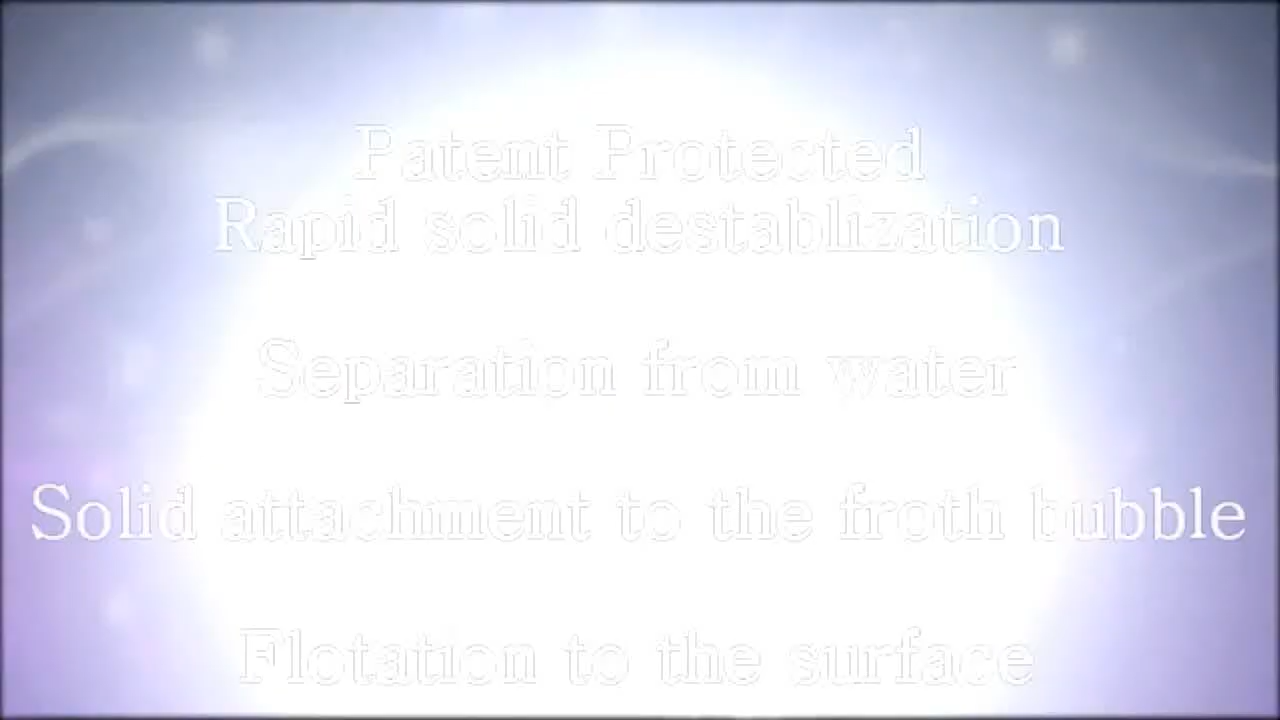 Patent Protected
Rapid solid destablization
Separation from water
Solid attachment to the froth bubble
Flotation to the surface